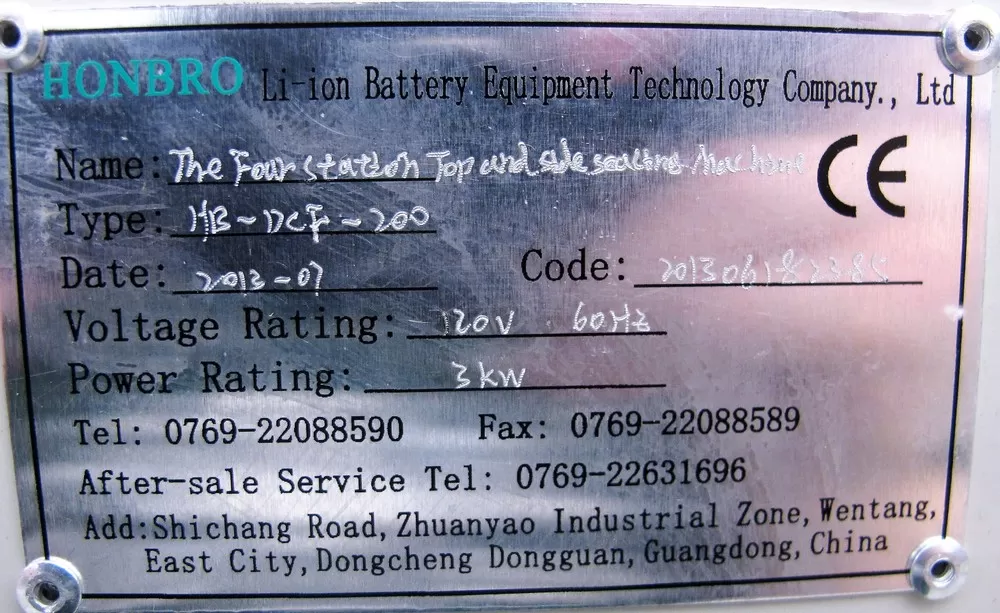 HONBRO Li-ion Battery Equipment Technology Company., Ltd
Name: The Four station Top and side sealing Machine
CE
Type: HB-DCF-200
Date: 2013-07 Code: 20130618238S
Voltage Rating: 120V 60Hz
Power Rating: 3kw
Tel: 0769-22088590 Fax: 0769-22088589
After-sale Service Tel: 0769-22631696
Add:Shichang Road,Zhuanyao Industrial Zone,Wentang,
East City,Dongcheng Dongguan,Guangdong,China